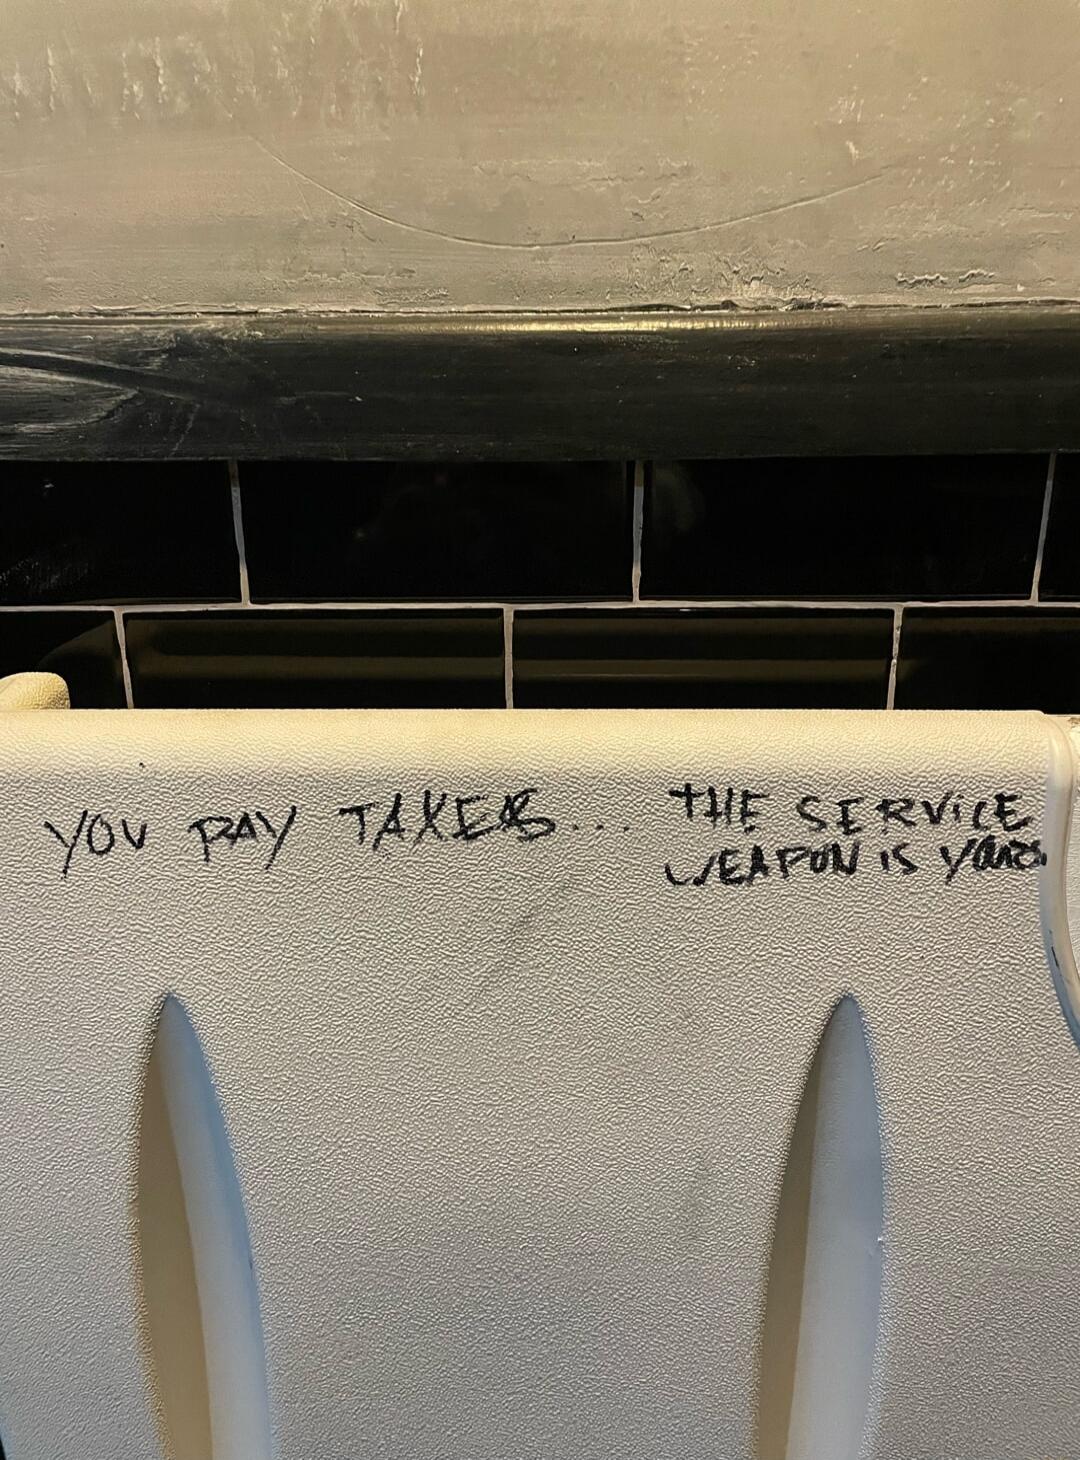 YOU PAY TAXES... THE SERVICE
WEAPON IS YOURS.